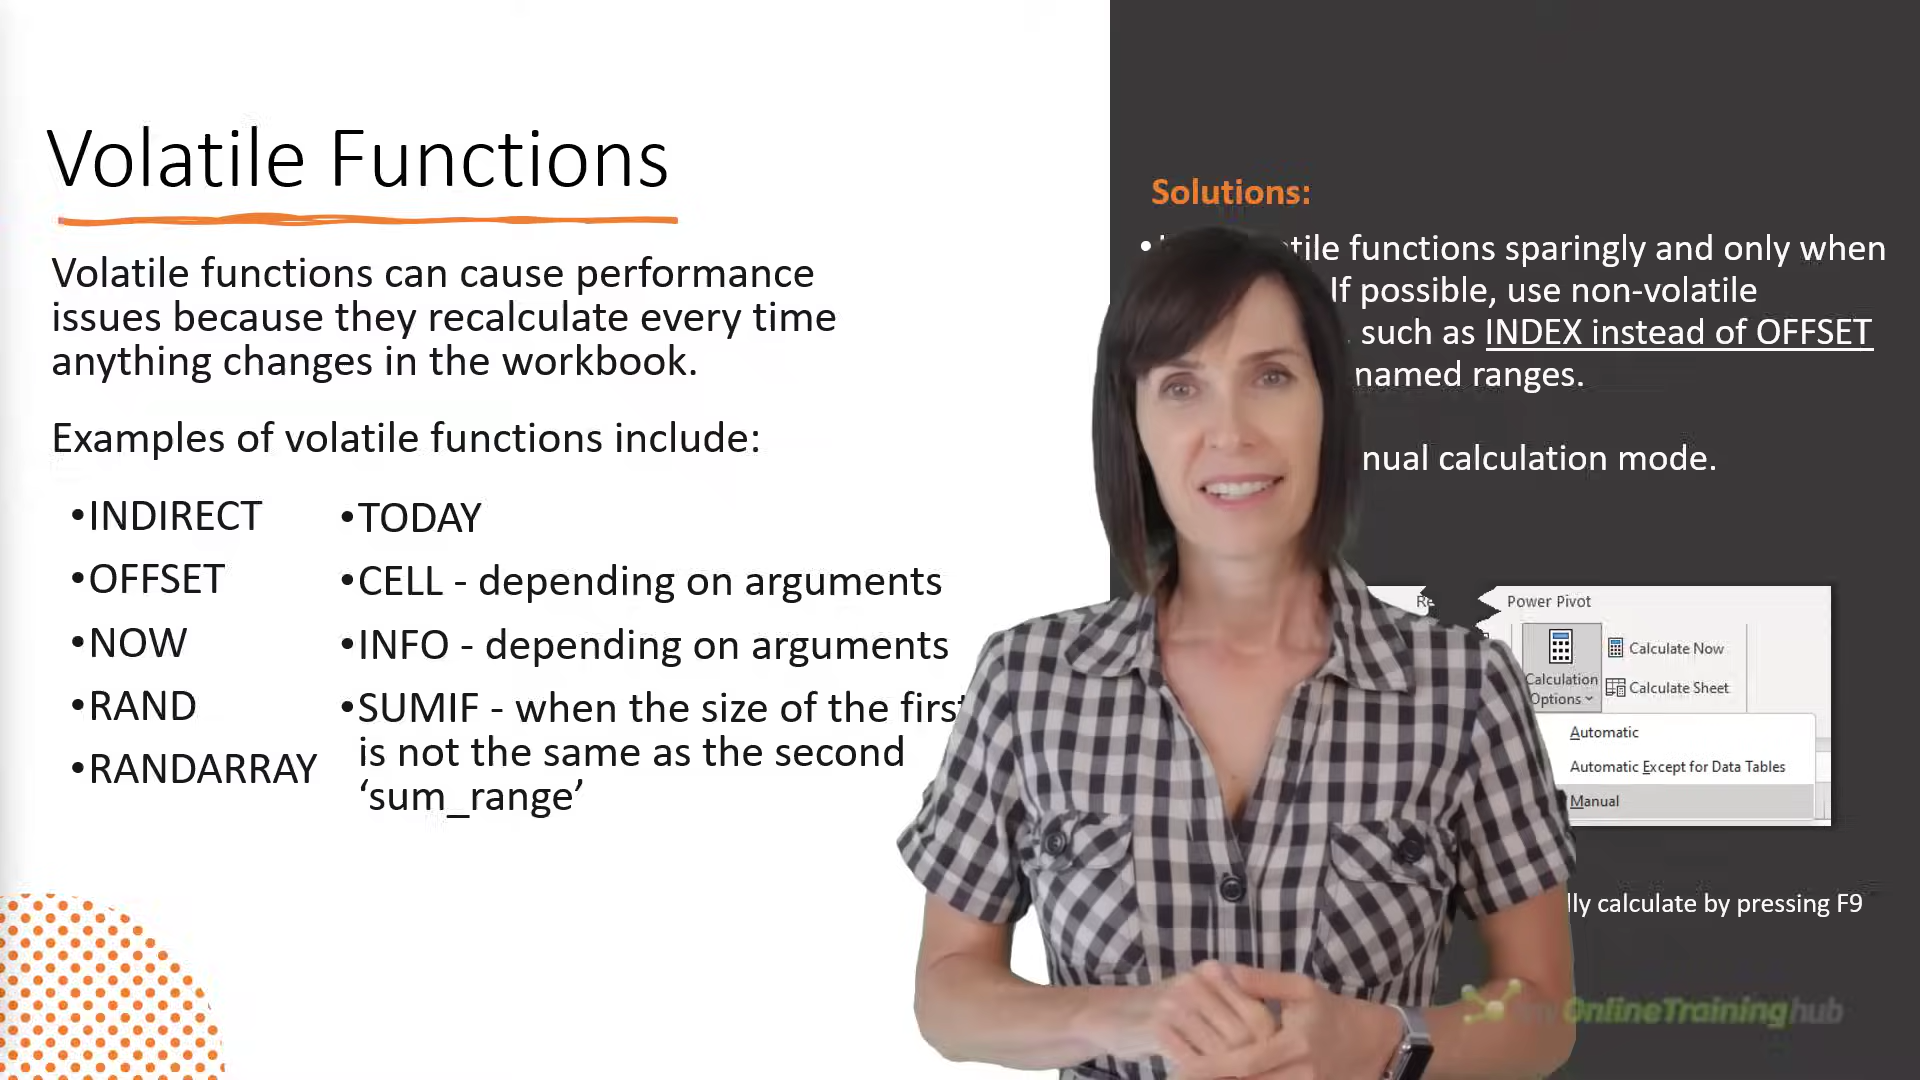 Volatile Functions
Volatile functions can cause performance
issues because they recalculate every time
anything changes in the workbook.
Examples of volatile functions include:
•INDIRECT
•OFFSET
•NOW
•RAND
•RANDARRAY
•TODAY
•CELL - depending on arguments
•INFO - depending on arguments
•SUMIF - when the size of the first
is not the same as the second
‘sum_range’
Solutions:
functions sparingly and only when
If possible, use non-volatile
such as INDEX instead of OFFSET
named ranges.
calculation mode.
Power Pivot
Calculation
Options
Calculate Now
Calculate Sheet
Automatic
Automatic Except for Data Tables
Manual
calculate by pressing F9
OnlineTraininghub